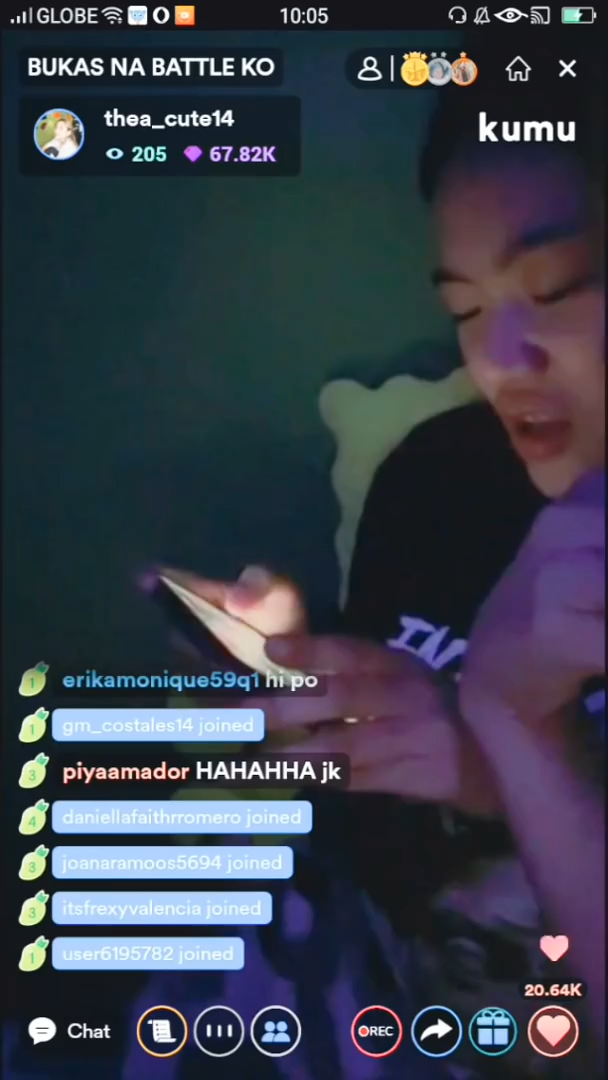 GLOBE 10:05
BUKAS NA BATTLE KO
thea_cute14
205 67.82K
kumu
1 erikamonique59q1 hi po
1 gm_costales14 joined
3 piyaamador HAHAHHA jk
4 daniellafaithrromero joined
3 joanaramoos5694 joined
3 itsfrexyvalencia joined
1 user6195782 joined
20.64K
Chat REC